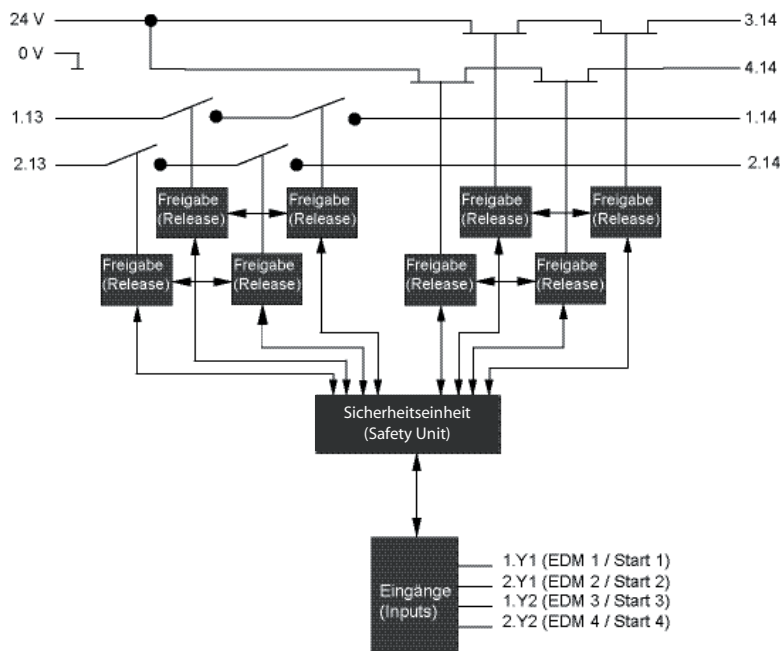 24 V
3.14
0 V
4.14
1.13
1.14
2.13
2.14
Freigabe
(Release)
Freigabe
(Release)
Freigabe
(Release)
Freigabe
(Release)
Freigabe
(Release)
Freigabe
(Release)
Freigabe
(Release)
Freigabe
(Release)
Sicherheitseinheit
(Safety Unit)
Eingänge
(Inputs)
1.Y1 (EDM 1 / Start 1)
2.Y1 (EDM 2 / Start 2)
1.Y2 (EDM 3 / Start 3)
2.Y2 (EDM 4 / Start 4)